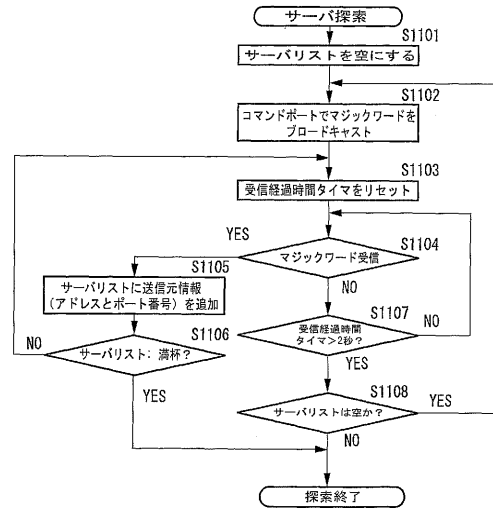 サーバ探索
S1101
サーバリストを空にする
S1102
コマンドポートでマジックワードを
ブロードキャスト
S1103
受信経過時間タイマをリセット
YES
S1104
マジックワード受信
S1105
サーバリストに送信元情報
(アドレスとポート番号)を追加
NO
S1107
受信経過時間
タイマ>2秒?
NO
S1106
サーバリスト: 満杯?
NO
YES
YES
S1108
サーバリストは空か?
YES
NO
探索終了